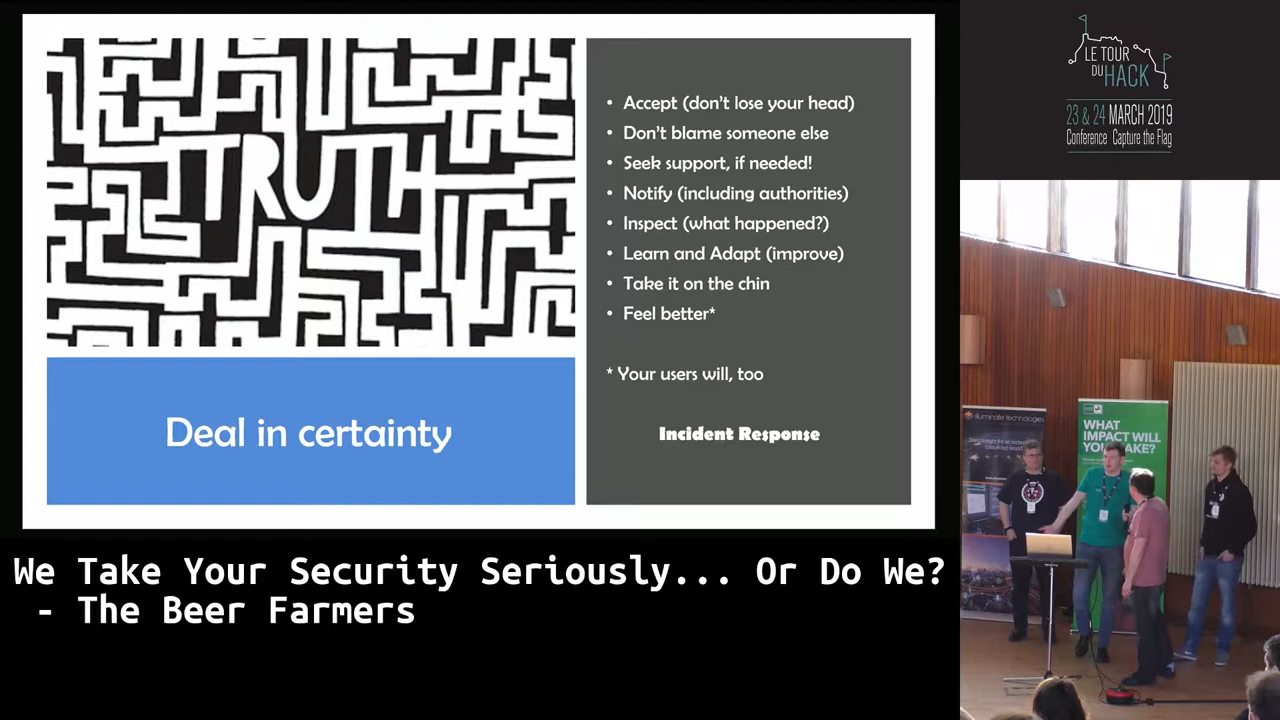 TRUTH
Deal in certainty
• Accept (don't lose your head)
• Don't blame someone else
• Seek support, if needed!
• Notify (including authorities)
• Inspect (what happened?)
• Learn and Adapt (improve)
• Take it on the chin
• Feel better*
* Your users will, too
Incident Response
We Take Your Security Seriously... Or Do We?
- The Beer Farmers
LE TOUR
DU HACK
23 & 24 MARCH 2019
Conference Capture the Flag
illuminate technologies
WHAT
IMPACT WILL
YOU MAKE?